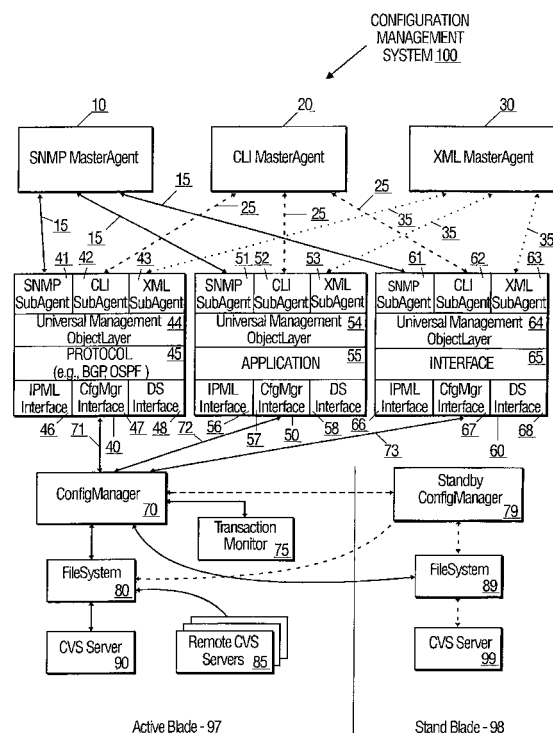 CONFIGURATION
MANAGEMENT
SYSTEM 100
10
20
30
SNMP MasterAgent
CLI MasterAgent
XML MasterAgent
15
15
15
25
25
25
35
35
35
41
42
43
51
52
53
61
62
63
SNMP SubAgent
CLI SubAgent
XML SubAgent
Universal Management 44
ObjectLayer
PROTOCOL 45
(e.g., BGP, OSPF )
IPML Interface
CfgMgr Interface
DS Interface
SNMP SubAgent
CLI SubAgent
XML SubAgent
Universal Management 54
ObjectLayer
APPLICATION 55
IPML Interface
CfgMgr Interface
DS Interface
SNMP SubAgent
CLI SubAgent
XML SubAgent
Universal Management 64
ObjectLayer
INTERFACE 65
IPML Interface
CfgMgr Interface
DS Interface
46
71
40
47
48
72
56
57
50
58
66
73
67
60
68
ConfigManager
70
Transaction
Monitor 75
Standby
ConfigManager
79
FileSystem
80
FileSystem
89
CVS Server
90
Remote CVS
Servers 85
CVS Server
99
Active Blade - 97
Stand Blade - 98